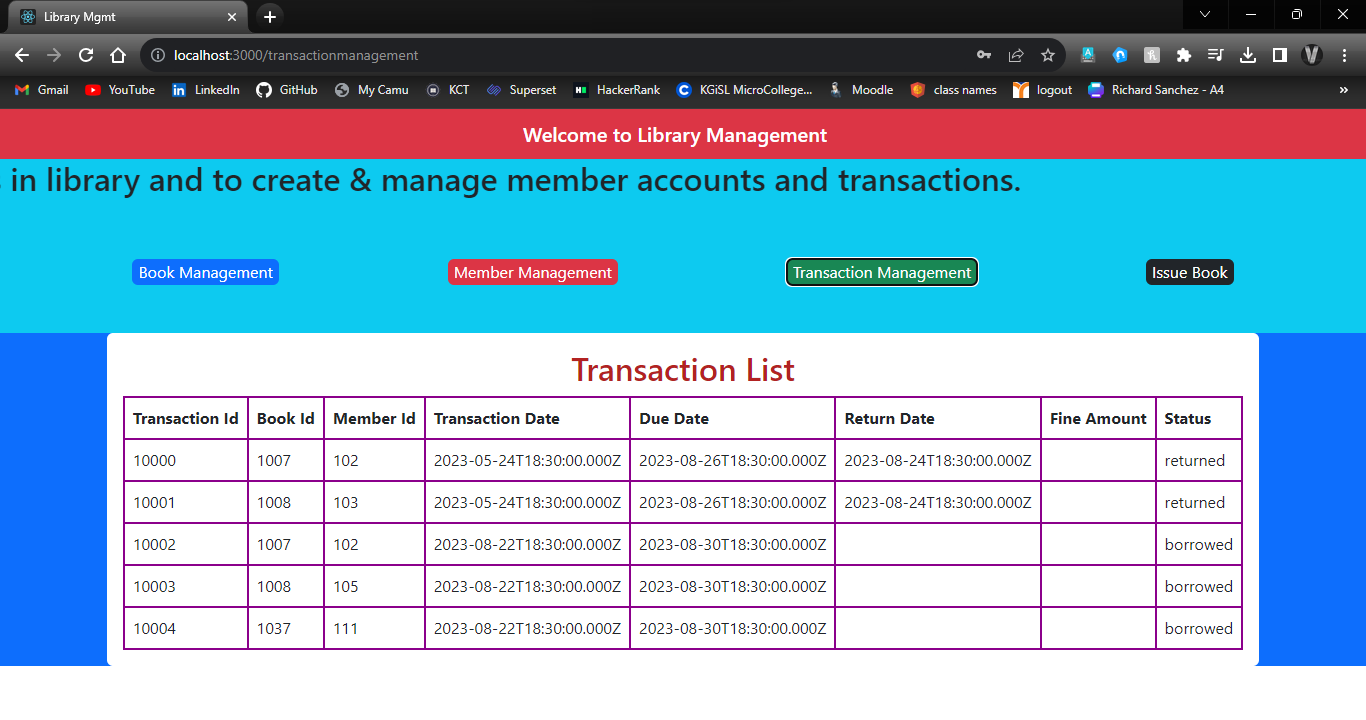 Library Mgmt
localhost:3000/transactionmanagement
Gmail YouTube LinkedIn GitHub My Camu KCT Superset HackerRank KGiSL MicroCollege... Moodle class names logout Richard Sanchez - A4 »
Welcome to Library Management
in library and to create & manage member accounts and transactions.
Book Management Member Management Transaction Management Issue Book
Transaction List
Transaction Id Book Id Member Id Transaction Date Due Date Return Date Fine Amount Status
10000 1007 102 2023-05-24T18:30:00.000Z 2023-08-26T18:30:00.000Z 2023-08-24T18:30:00.000Z returned
10001 1008 103 2023-05-24T18:30:00.000Z 2023-08-26T18:30:00.000Z 2023-08-24T18:30:00.000Z returned
10002 1007 102 2023-08-22T18:30:00.000Z 2023-08-30T18:30:00.000Z borrowed
10003 1008 105 2023-08-22T18:30:00.000Z 2023-08-30T18:30:00.000Z borrowed
10004 1037 111 2023-08-22T18:30:00.000Z 2023-08-30T18:30:00.000Z borrowed